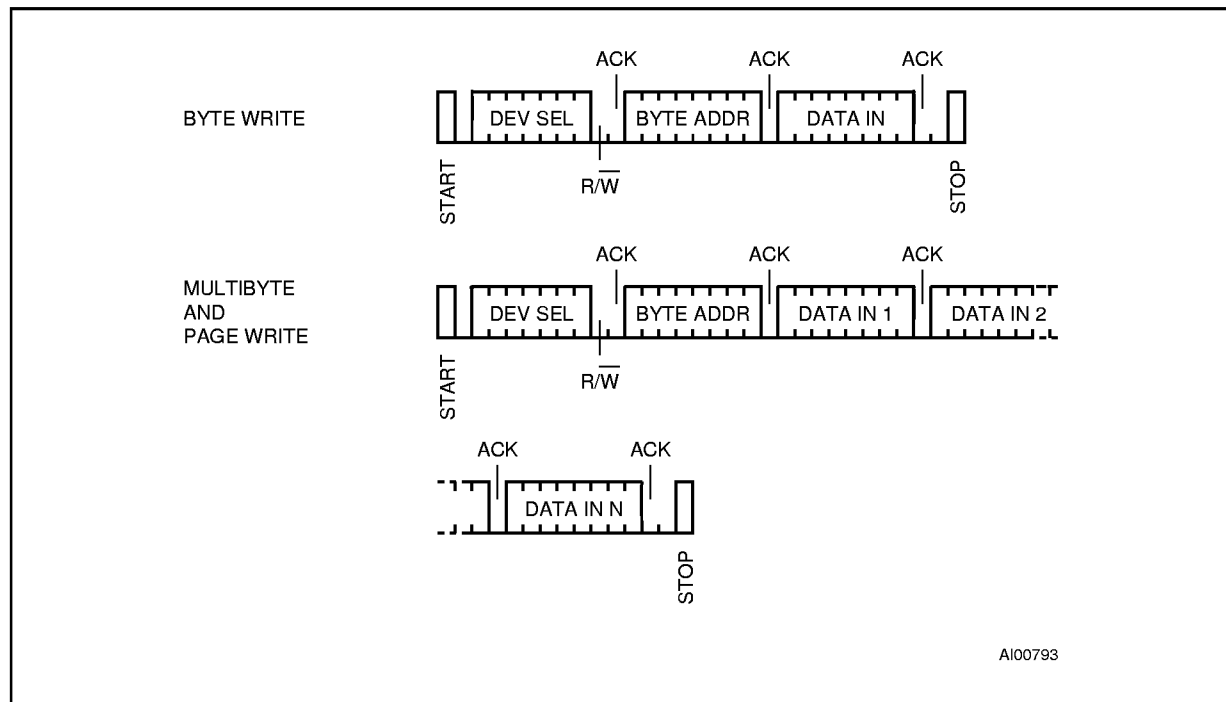 ACK ACK ACK
BYTE WRITE
DEV SEL BYTE ADDR DATA IN
R/W̅
START
STOP
ACK ACK ACK
MULTIBYTE
AND
PAGE WRITE
DEV SEL BYTE ADDR DATA IN 1 DATA IN 2
R/W̅
START
ACK ACK
DATA IN N
STOP
AI00793